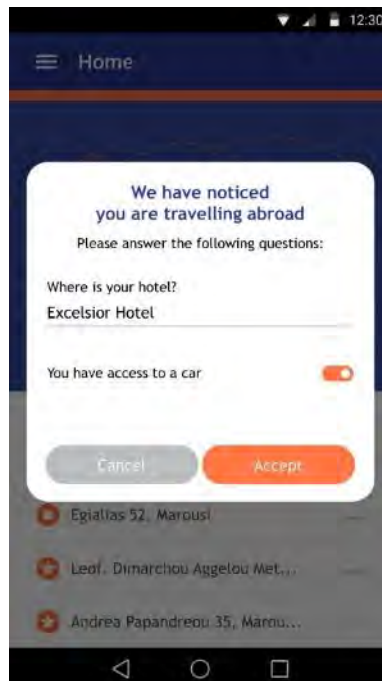 12:30
Home
We have noticed
you are travelling abroad
Please answer the following questions:
Where is your hotel?
Excelsior Hotel
You have access to a car
Cancel
Accept
Egialias 52, Marousi
Leof. Dimarchou Aggelou Met...
Andrea Papandreou 35, Marou...